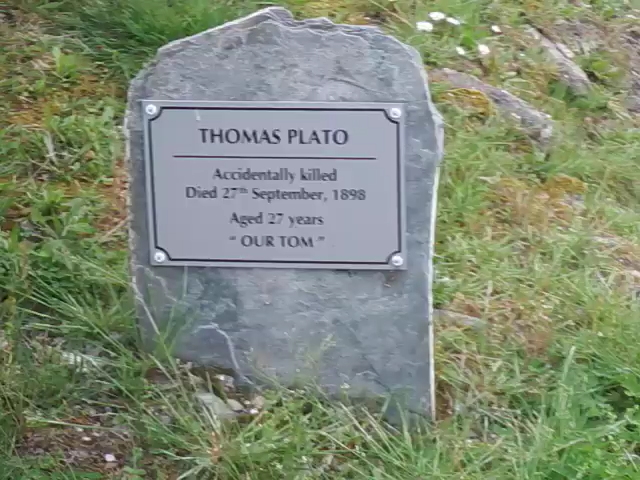 THOMAS PLATO
Accidentally killed
Died 27th September, 1898
Aged 27 years
" OUR TOM "